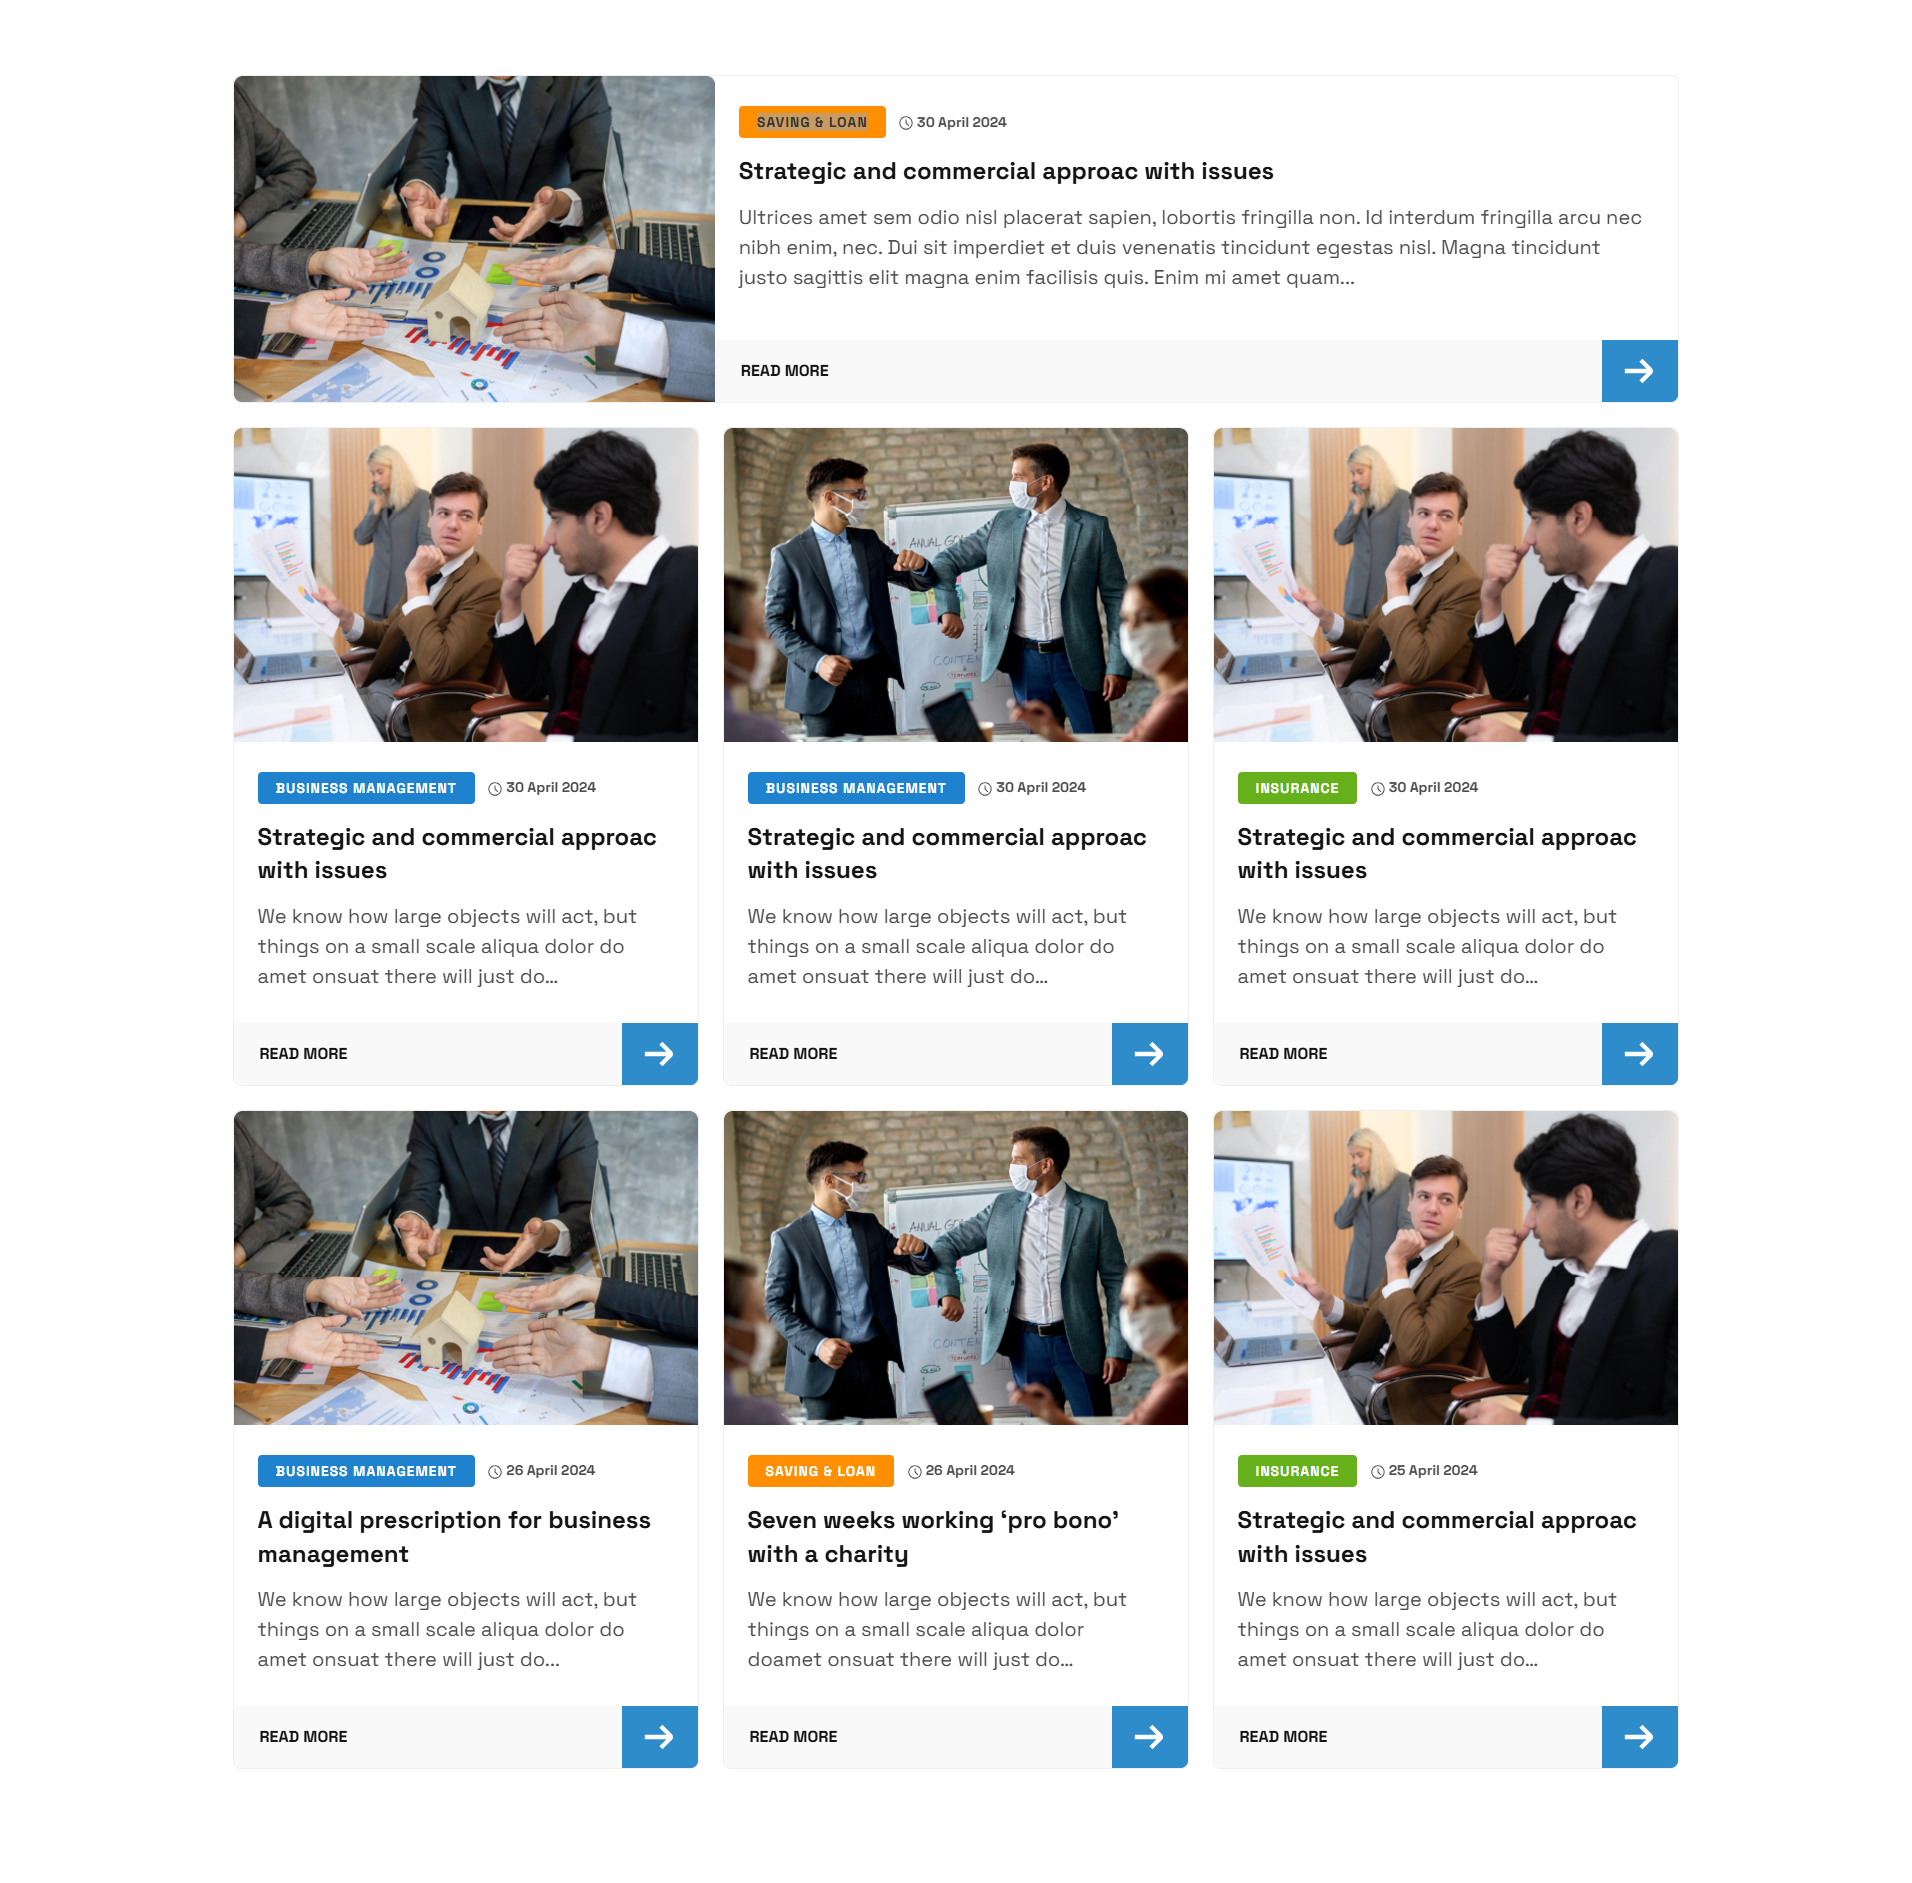 SAVING & LOAN 30 April 2024
Strategic and commercial approac with issues
Ultrices amet sem odio nisl placerat sapien, lobortis fringilla non. Id interdum fringilla arcu nec
nibh enim, nec. Dui sit imperdiet et duis venenatis tincidunt egestas nisl. Magna tincidunt
justo sagittis elit magna enim facilisis quis. Enim mi amet quam...
READ MORE
BUSINESS MANAGEMENT 30 April 2024
Strategic and commercial approac
with issues
We know how large objects will act, but
things on a small scale aliqua dolor do
amet onsuat there will just do...
READ MORE
ANUAL
CONTEN
TEAMWORK
BUSINESS MANAGEMENT 30 April 2024
Strategic and commercial approac
with issues
We know how large objects will act, but
things on a small scale aliqua dolor do
amet onsuat there will just do...
READ MORE
INSURANCE 30 April 2024
Strategic and commercial approac
with issues
We know how large objects will act, but
things on a small scale aliqua dolor do
amet onsuat there will just do...
READ MORE
BUSINESS MANAGEMENT 26 April 2024
A digital prescription for business
management
We know how large objects will act, but
things on a small scale aliqua dolor do
amet onsuat there will just do...
READ MORE
ANUAL
CONTEN
TEAMWORK
SAVING & LOAN 26 April 2024
Seven weeks working ‘pro bono’
with a charity
We know how large objects will act, but
things on a small scale aliqua dolor
doamet onsuat there will just do...
READ MORE
INSURANCE 25 April 2024
Strategic and commercial approac
with issues
We know how large objects will act, but
things on a small scale aliqua dolor do
amet onsuat there will just do...
READ MORE